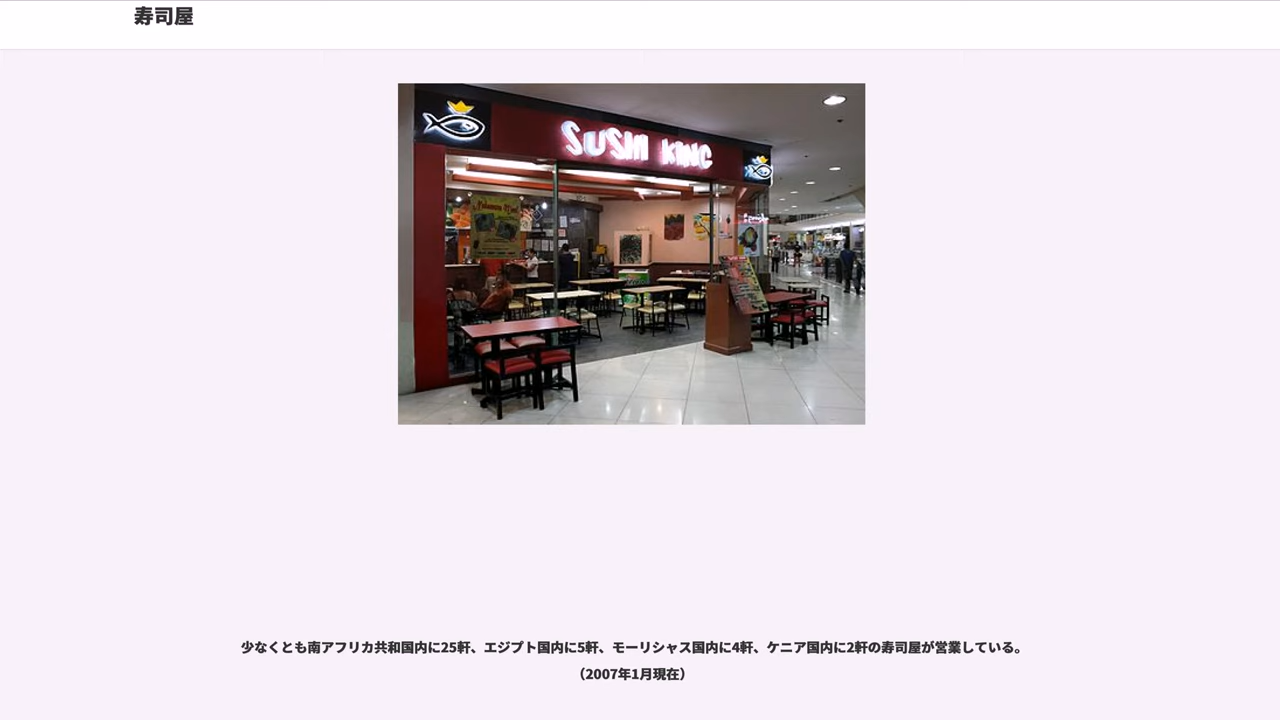 寿司屋
SUSHI KING
少なくとも南アフリカ共和国内に25軒、エジプト国内に5軒、モーリシャス国内に4軒、ケニア国内に2軒の寿司屋が営業している。
（2007年1月現在）